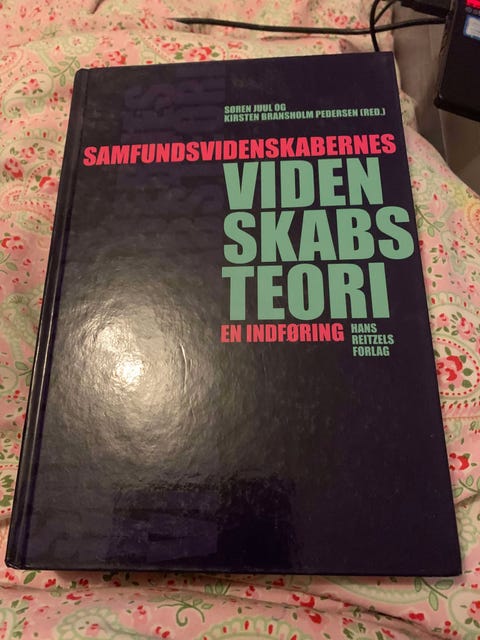 SØREN JUUL OG
KIRSTEN BRANSHOLM PEDERSEN (RED.)
SAMFUNDSVIDENSKABERNES
VIDEN
SKABS
TEORI
EN INDFØRING
HANS
REITZELS
FORLAG